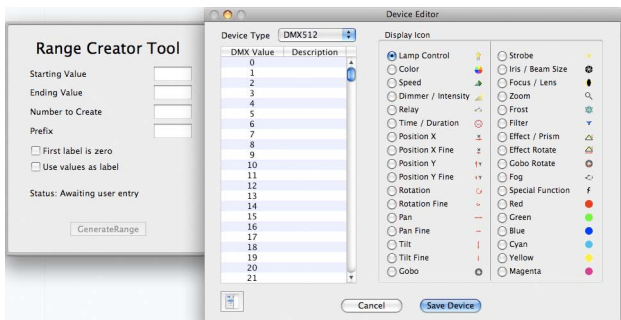 Range Creator Tool
Starting Value
Ending Value
Number to Create
Prefix
First label is zero
Use values as label
Status: Awaiting user entry
GenerateRange
Device Editor
Device Type DMX512
DMX Value Description
0
1
2
3
4
5
6
7
8
9
10
11
12
13
14
15
16
17
18
19
20
21
Display Icon
Lamp Control
Color
Speed
Dimmer / Intensity
Relay
Time / Duration
Position X
Position X Fine
Position Y
Position Y Fine
Rotation
Rotation Fine
Pan
Pan Fine
Tilt
Tilt Fine
Gobo
Strobe
Iris / Beam Size
Focus / Lens
Zoom
Frost
Filter
Effect / Prism
Effect Rotate
Gobo Rotate
Fog
Special Function
Red
Green
Blue
Cyan
Yellow
Magenta
Cancel
Save Device